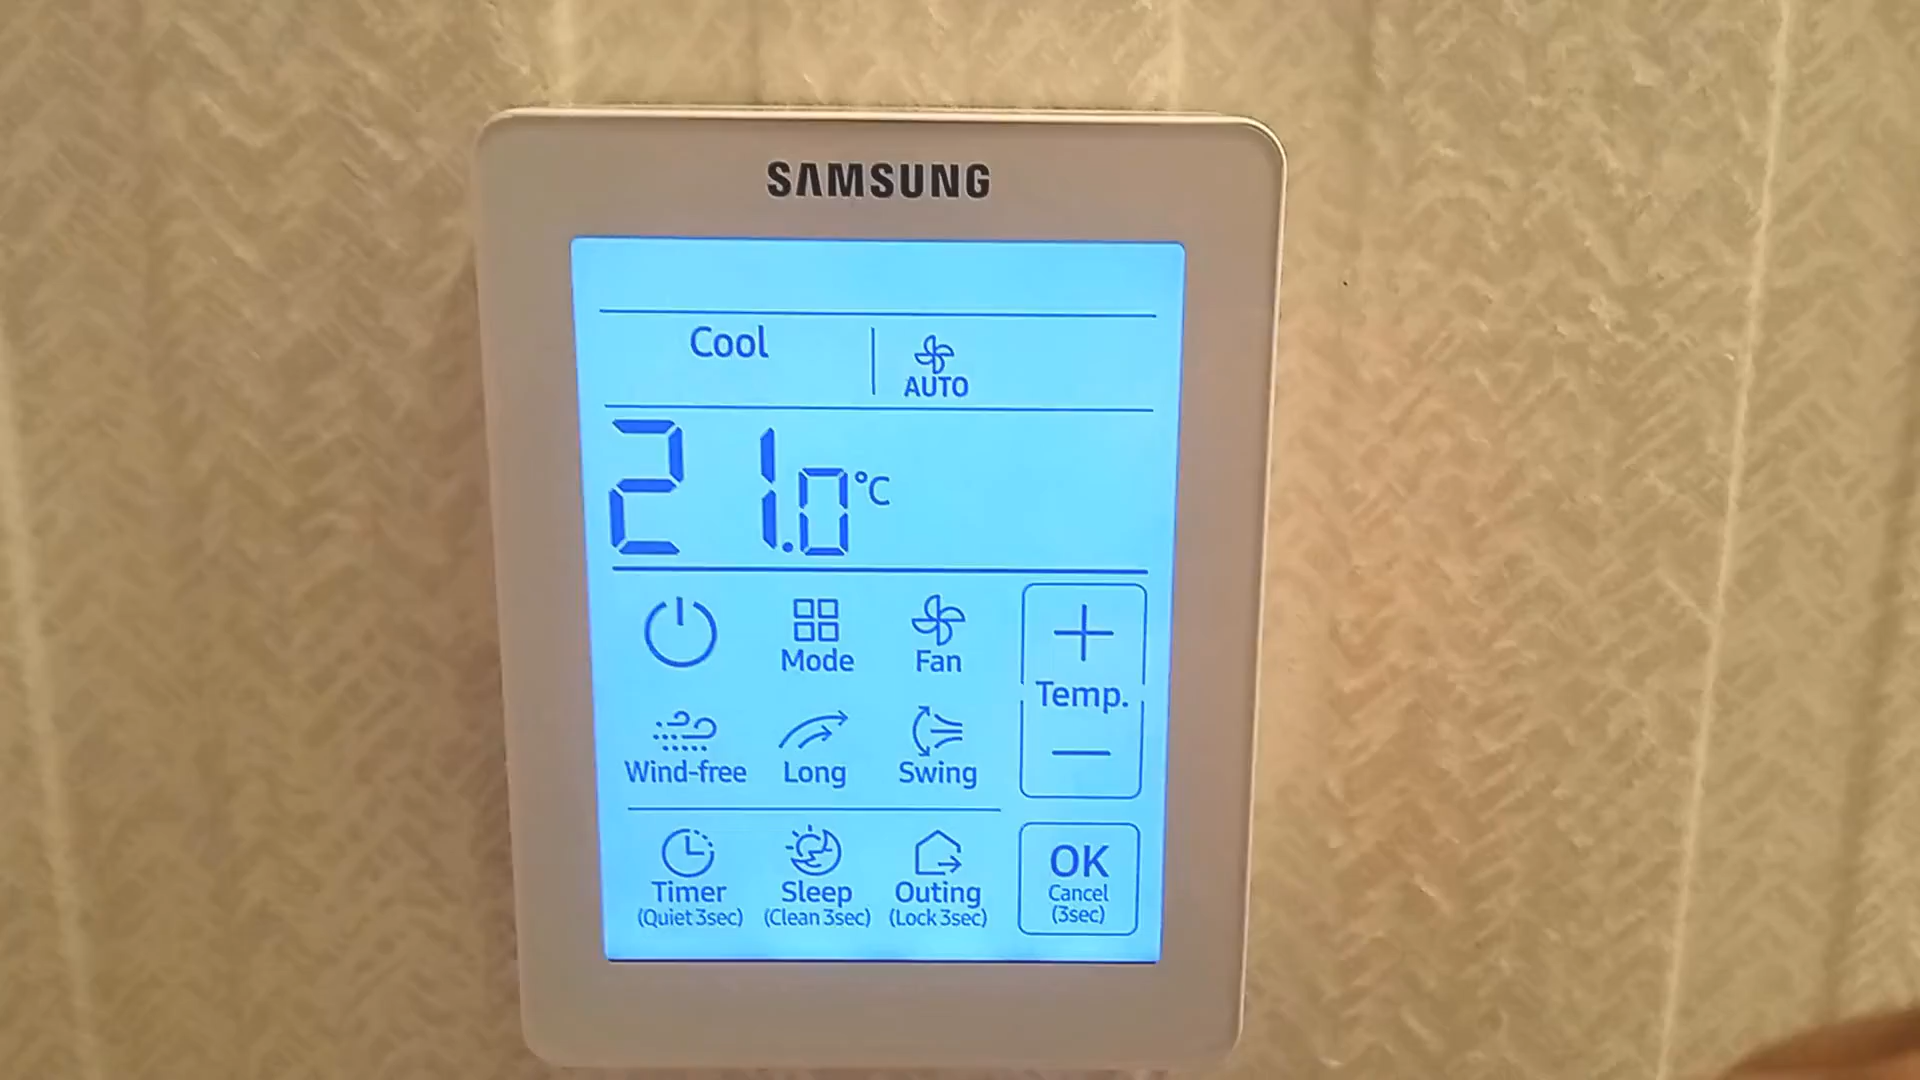 SAMSUNG
Cool
AUTO
21.0°C
Mode
Fan
Temp.
Wind-free
Long
Swing
Timer
(Quiet 3sec)
Sleep
(Clean 3sec)
Outing
(Lock 3sec)
OK
Cancel
(3sec)